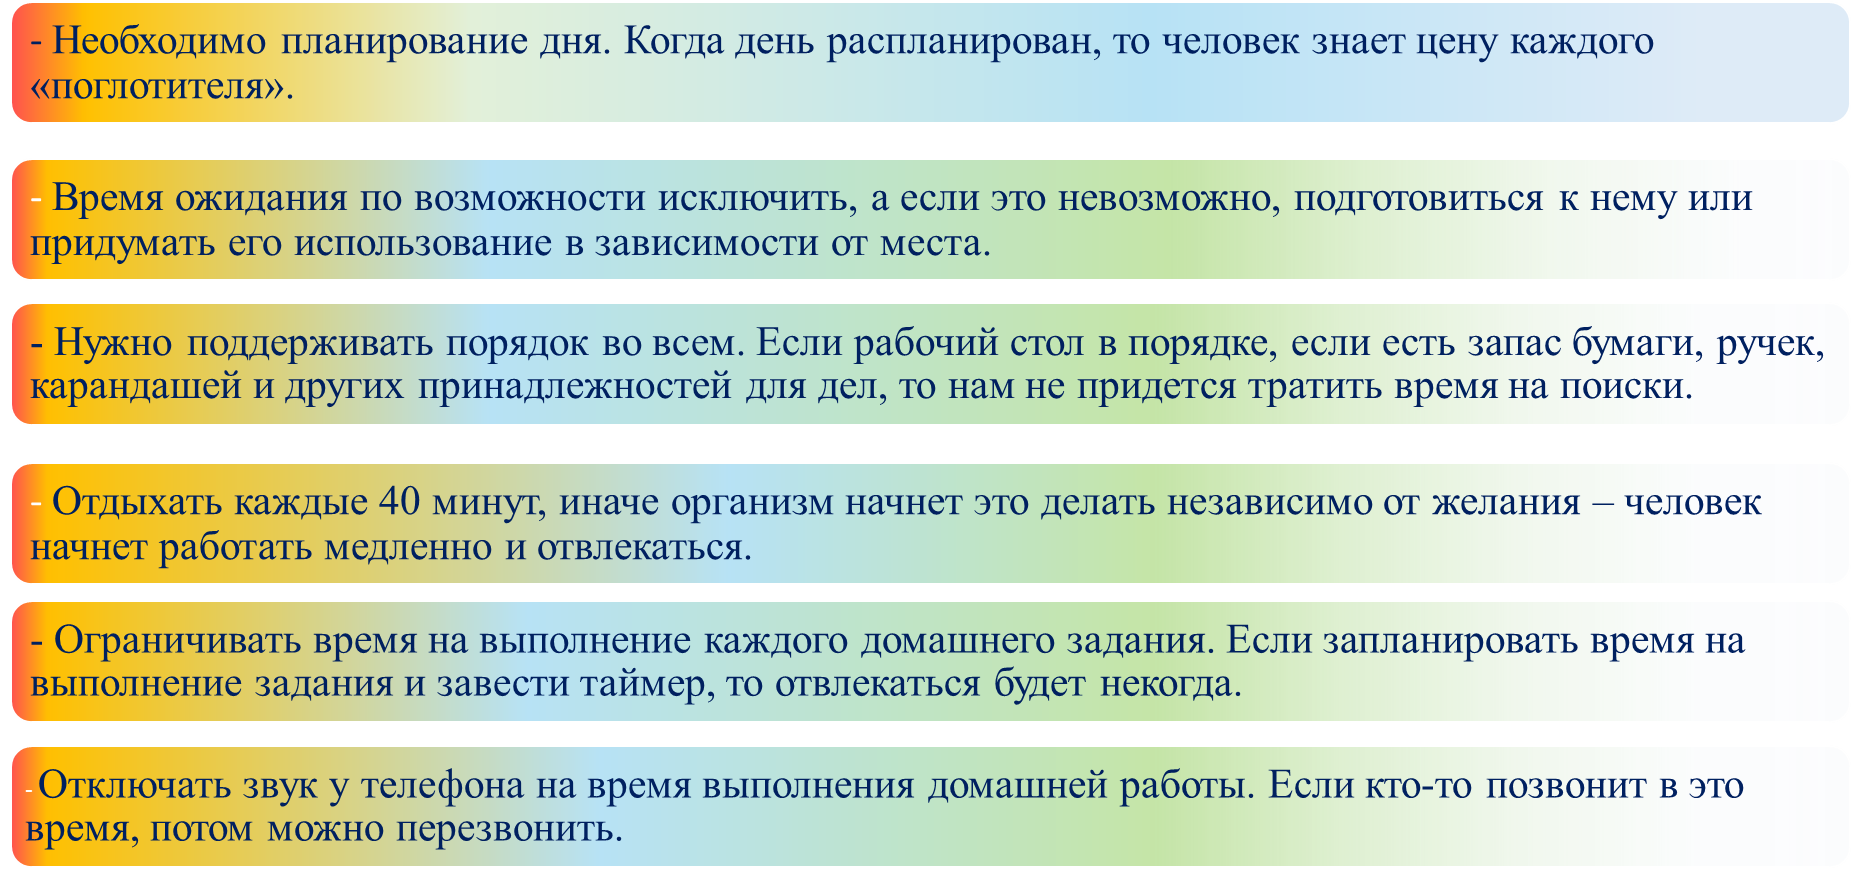 - Необходимо планирование дня. Когда день распланирован, то человек знает цену каждого
«поглотителя».
- Время ожидания по возможности исключить, а если это невозможно, подготовиться к нему или
придумать его использование в зависимости от места.
- Нужно поддерживать порядок во всем. Если рабочий стол в порядке, если есть запас бумаги, ручек,
карандашей и других принадлежностей для дел, то нам не придется тратить время на поиски.
- Отдыхать каждые 40 минут, иначе организм начнет это делать независимо от желания – человек
начнет работать медленно и отвлекаться.
- Ограничивать время на выполнение каждого домашнего задания. Если запланировать время на
выполнение задания и завести таймер, то отвлекаться будет некогда.
- Отключать звук у телефона на время выполнения домашней работы. Если кто-то позвонит в это
время, потом можно перезвонить.